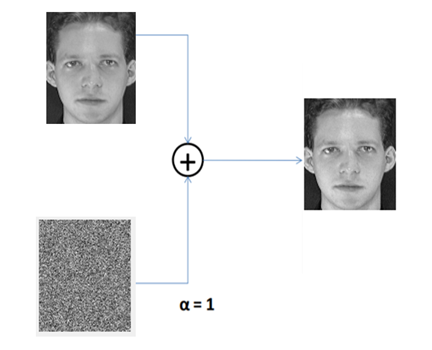 +
α = 1